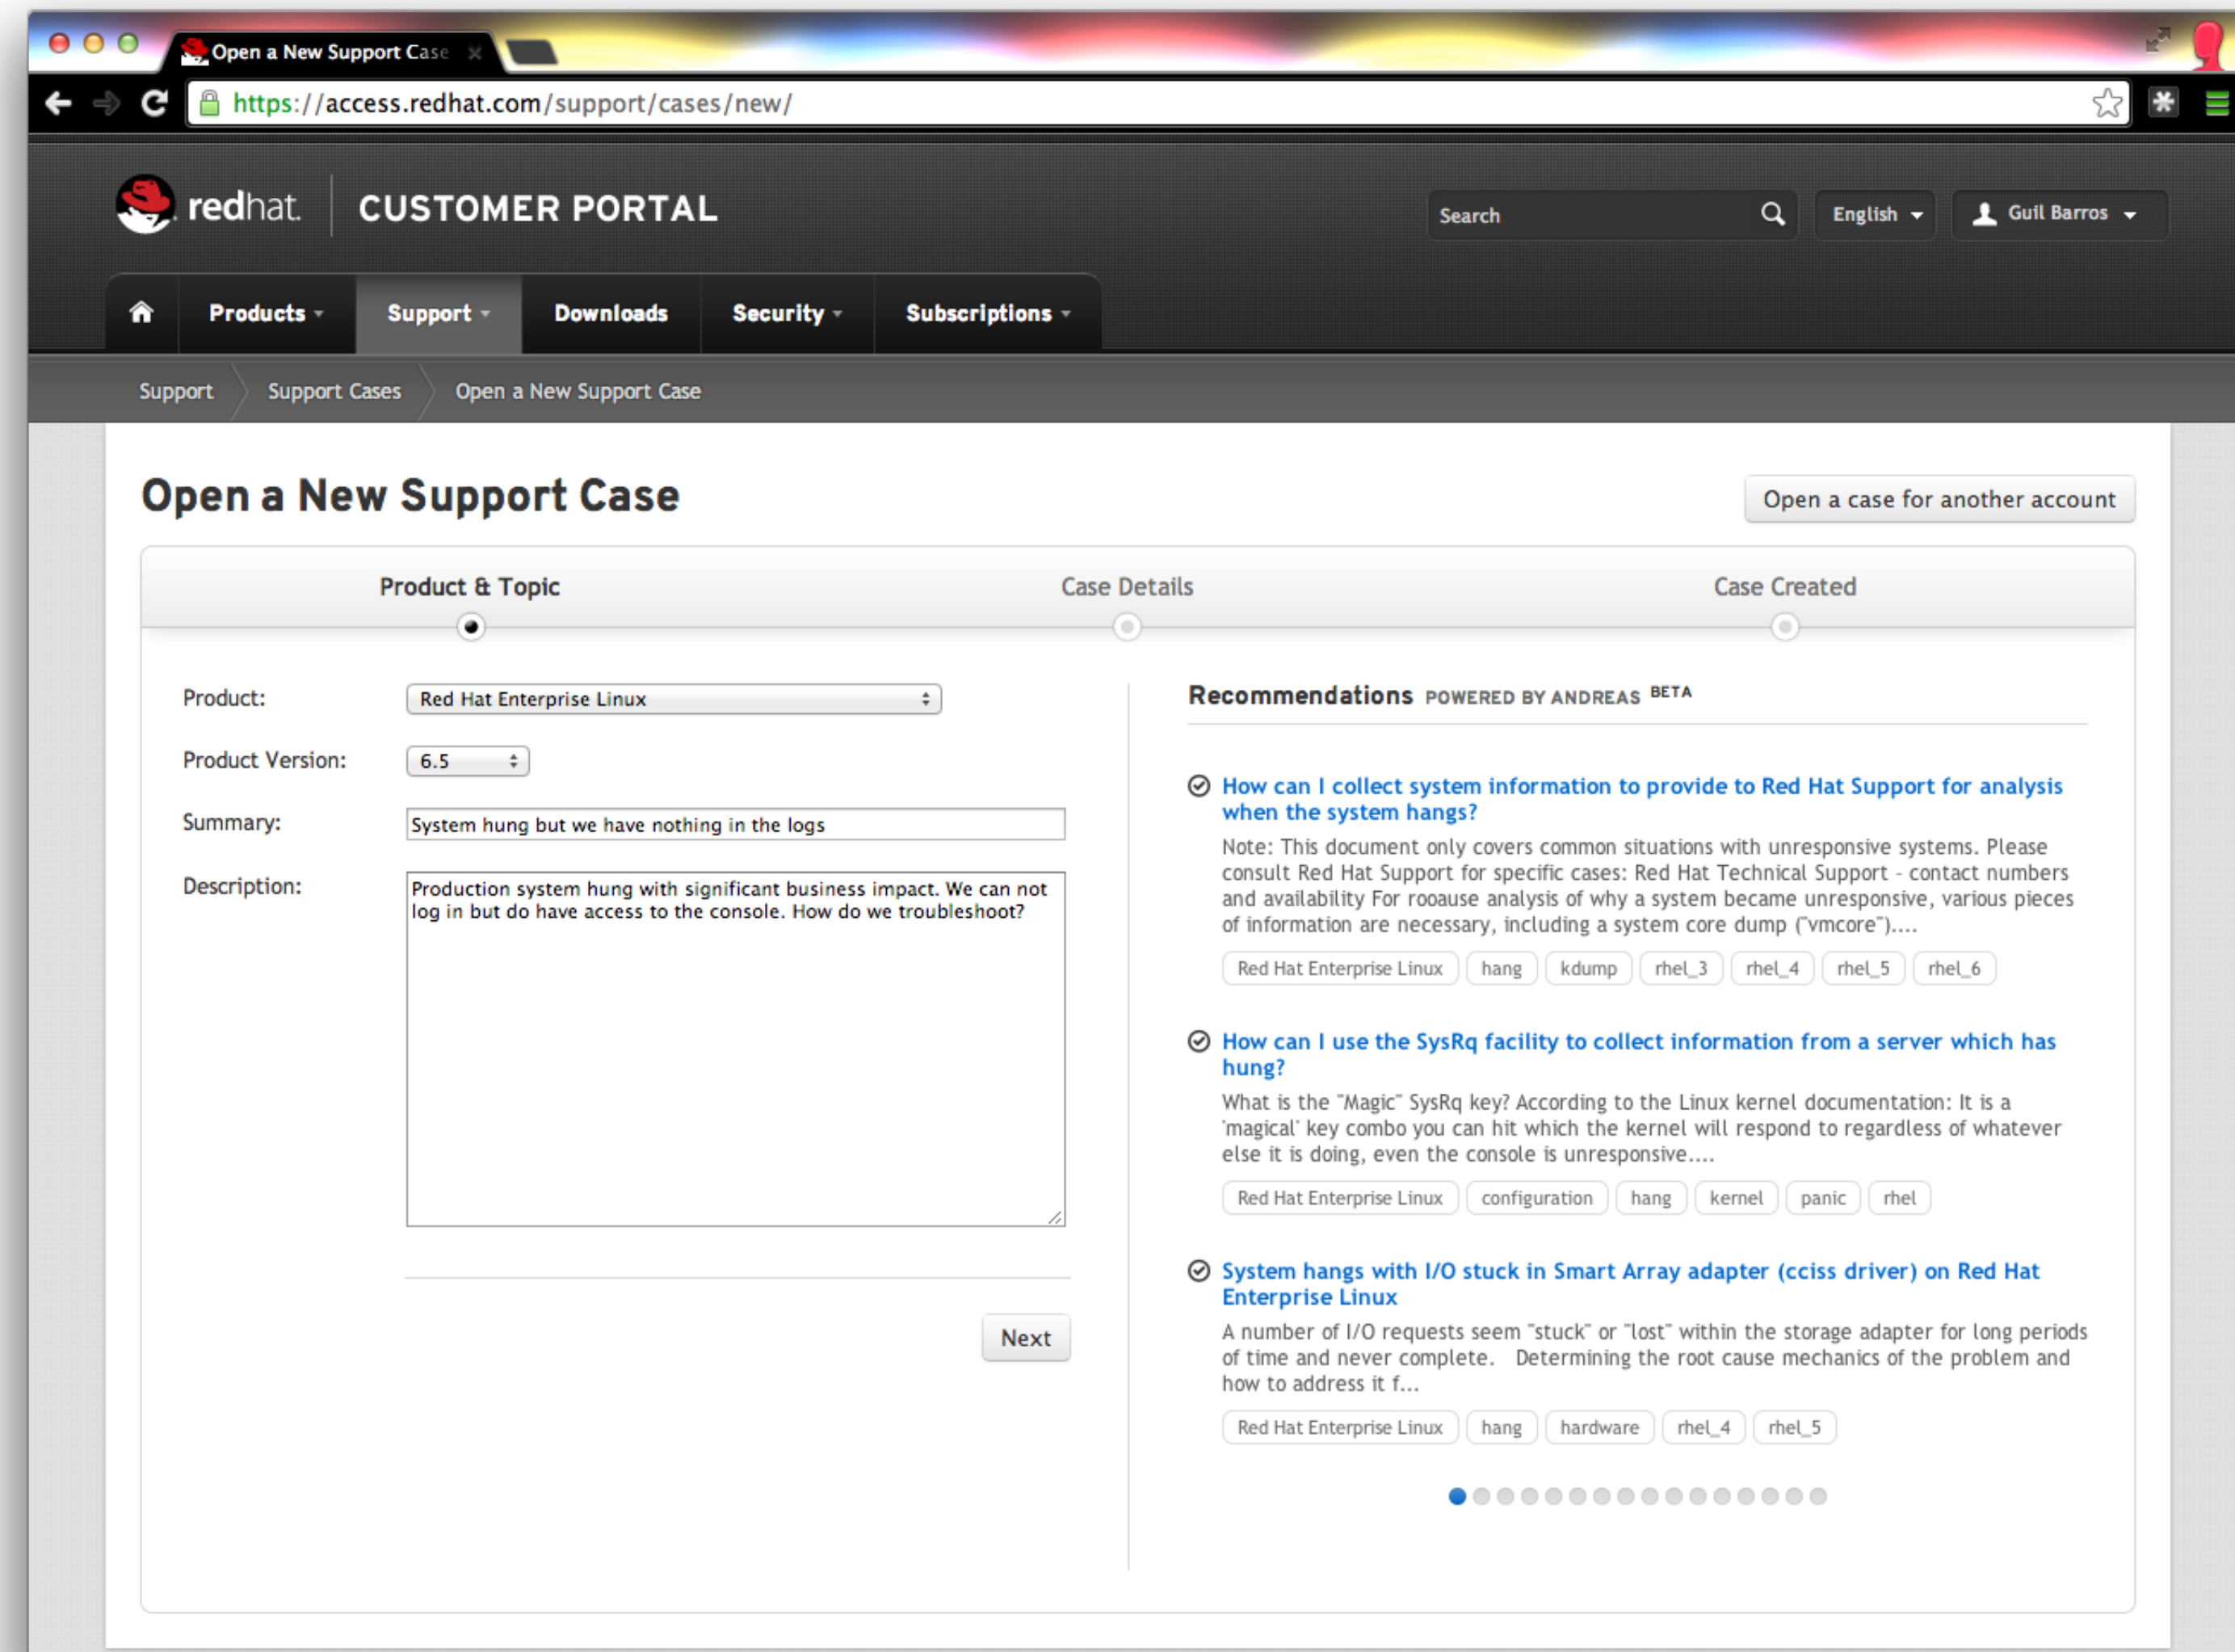 Open a New Support Case
https://access.redhat.com/support/cases/new/
redhat. CUSTOMER PORTAL
Search
English
Guil Barros
Products
Support
Downloads
Security
Subscriptions
Support
Support Cases
Open a New Support Case
Open a New Support Case
Open a case for another account
Product & Topic
Case Details
Case Created
Product:
Red Hat Enterprise Linux
Product Version:
6.5
Summary:
System hung but we have nothing in the logs
Description:
Production system hung with significant business impact. We can not
log in but do have access to the console. How do we troubleshoot?
Next
Recommendations POWERED BY ANDREAS BETA
How can I collect system information to provide to Red Hat Support for analysis
when the system hangs?
Note: This document only covers common situations with unresponsive systems. Please
consult Red Hat Support for specific cases: Red Hat Technical Support - contact numbers
and availability For rooause analysis of why a system became unresponsive, various pieces
of information are necessary, including a system core dump ("vmcore")....
Red Hat Enterprise Linux hang kdump rhel_3 rhel_4 rhel_5 rhel_6
How can I use the SysRq facility to collect information from a server which has
hung?
What is the "Magic" SysRq key? According to the Linux kernel documentation: It is a
'magical' key combo you can hit which the kernel will respond to regardless of whatever
else it is doing, even the console is unresponsive....
Red Hat Enterprise Linux configuration hang kernel panic rhel
System hangs with I/O stuck in Smart Array adapter (cciss driver) on Red Hat
Enterprise Linux
A number of I/O requests seem "stuck" or "lost" within the storage adapter for long periods
of time and never complete. Determining the root cause mechanics of the problem and
how to address it f...
Red Hat Enterprise Linux hang hardware rhel_4 rhel_5